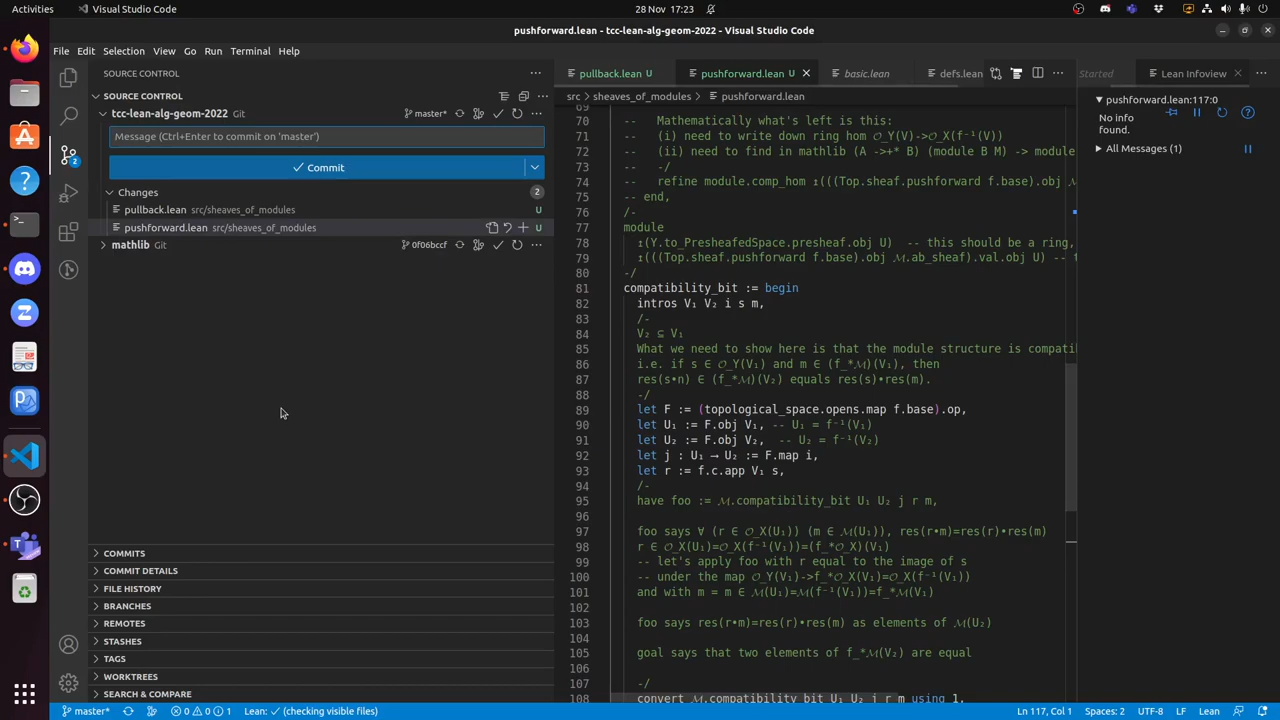 Activities
Visual Studio Code
28 Nov 17:23
pushforward.lean - tcc-lean-alg-geom-2022 - Visual Studio Code
File Edit Selection View Go Run Terminal Help
SOURCE CONTROL
SOURCE CONTROL
tcc-lean-alg-geom-2022 Git
master*
Message (Ctrl+Enter to commit on 'master')
Commit
Changes
2
pullback.lean src/sheaves_of_modules
U
pushforward.lean src/sheaves_of_modules
U
mathlib Git
0f06bccf
2
COMMITS
COMMIT DETAILS
FILE HISTORY
BRANCHES
REMOTES
STASHES
TAGS
WORKTREES
SEARCH & COMPARE
pullback.lean U
pushforward.lean U
basic.lean
defs.lean
Started
Lean Infoview
src > sheaves_of_modules > pushforward.lean
69
70 -- Mathematically what's left is this:
71 -- (i) need to write down ring hom 𝒪_Y(V)->𝒪_X(f⁻¹(V))
72 -- (ii) need to find in mathlib (A ->+* B) (module B M) -> module
73 -- -/
74 -- refine module.comp_hom ↥(((Top.sheaf.pushforward f.base).obj ℳ
75 -- end,
76 /-
77 module
78 ↥(Y.to_PresheafedSpace.presheaf.obj U) -- this should be a ring,
79 ↥(((Top.sheaf.pushforward f.base).obj ℳ.ab_sheaf).val.obj U) -- t
80 -/
81 compatibility_bit := begin
82 intros V₁ V₂ i s m,
83 /-
84 V₂ ⊆ V₁
85 What we need to show here is that the module structure is compati
86 i.e. if s ∈ 𝒪_Y(V₁) and m ∈ (f_*ℳ)(V₁), then
87 res(s•n) ∈ (f_*ℳ)(V₂) equals res(s)•res(m).
88 -/
89 let F := (topological_space.opens.map f.base).op,
90 let U₁ := F.obj V₁, -- U₁ = f⁻¹(V₁)
91 let U₂ := F.obj V₂, -- U₂ = f⁻¹(V₂)
92 let j : U₁ ⟶ U₂ := F.map i,
93 let r := f.c.app V₁ s,
94 /-
95 have foo := ℳ.compatibility_bit U₁ U₂ j r m,
96
97 foo says ∀ (r ∈ 𝒪_X(U₁)) (m ∈ ℳ(U₁)), res(r•m)=res(r)•res(m)
98 r ∈ 𝒪_X(U₁)=𝒪_X(f⁻¹(V₁))=(f_*𝒪_X)(V₁)
99 -- let's apply foo with r equal to the image of s
100 -- under the map 𝒪_Y(V₁)->f_*𝒪_X(V₁)=𝒪_X(f⁻¹(V₁))
101 and with m = m ∈ ℳ(U₁)=ℳ(f⁻¹(V₁))=f_*ℳ(V₁)
102
103 foo says res(r•m)=res(r)•res(m) as elements of ℳ(U₂)
104
105 goal says that two elements of f_*ℳ(V₂) are equal
106
107 -/
108 convert ℳ.compatibility_bit U₁ U₂ j r m using 1,
pushforward.lean:117:0
No info
found.
All Messages (1)
master*
0 0 1
Lean: (checking visible files)
Ln 117, Col 1
Spaces: 2
UTF-8
LF
Lean